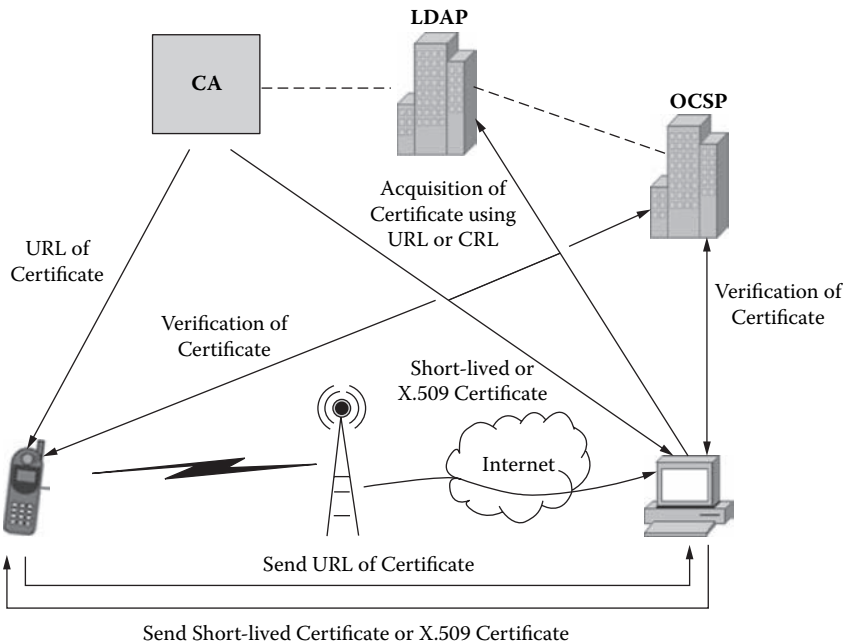 LDAP
CA
OCSP
Acquisition of
Certificate using
URL or CRL
URL of
Certificate
Verification of
Certificate
Verification of
Certificate
Short-lived or
X.509 Certificate
Internet
Send URL of Certificate
Send Short-lived Certificate or X.509 Certificate